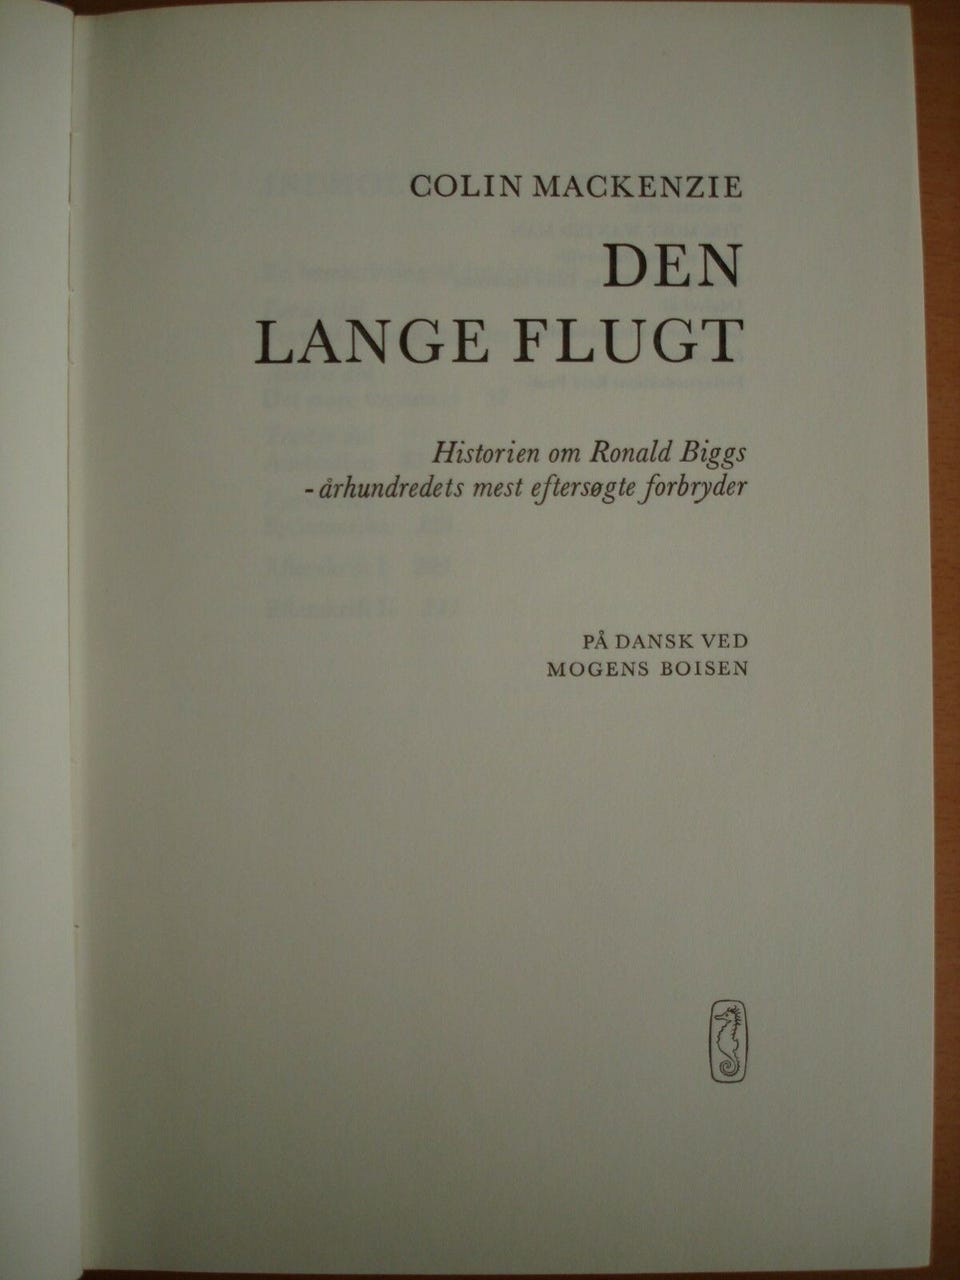 COLIN MACKENZIE
DEN
LANGE FLUGT
Historien om Ronald Biggs
- århundredets mest eftersøgte forbryder
PÅ DANSK VED
MOGENS BOISEN